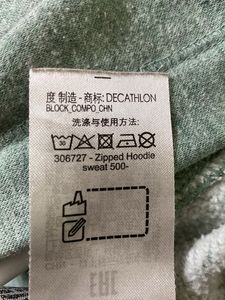 度 制造 - 商标: DECATHLON
BLOCK_COMPO_CHN
洗涤与使用方法:
30
306727 - Zipped Hoodie
sweat 500-
EAC